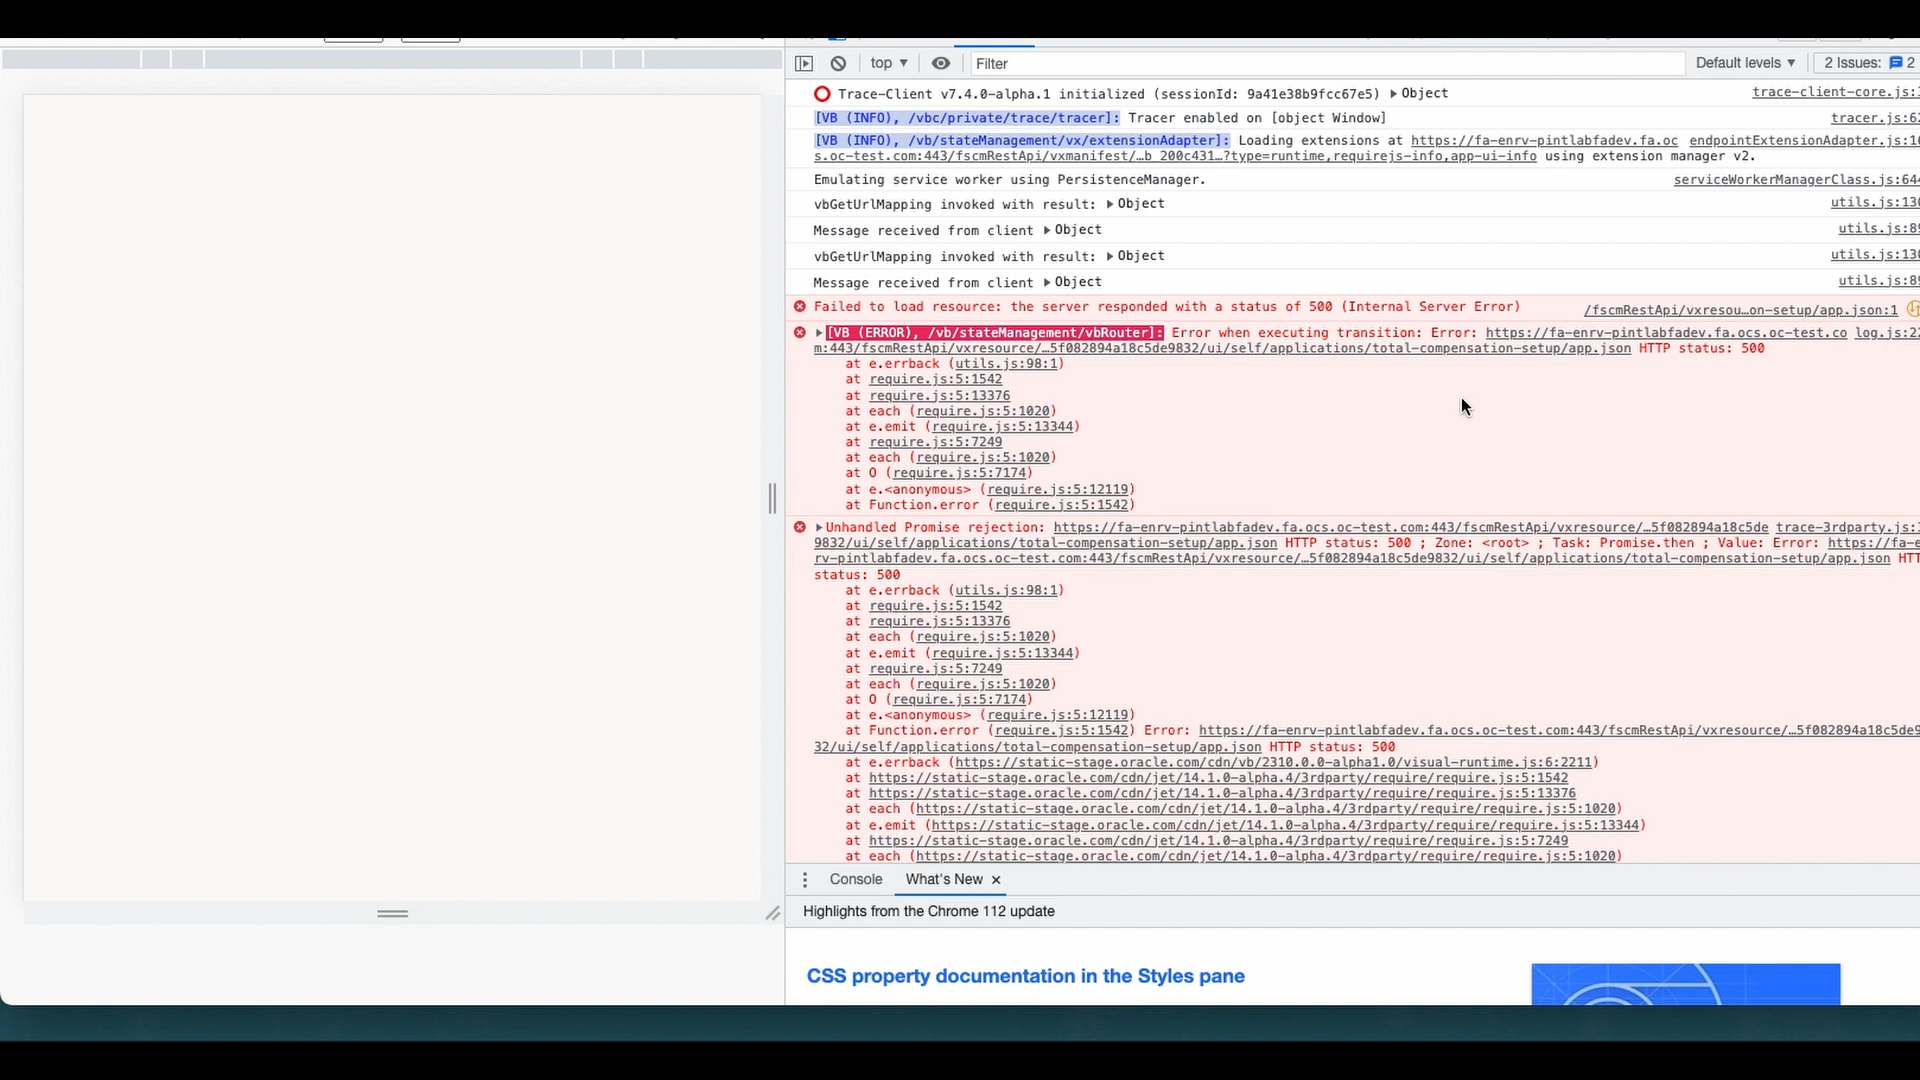 top ▼
Filter
Default levels ▼
2 Issues: 2
Trace-Client v7.4.0-alpha.1 initialized (sessionId: 9a41e38b9fcc67e5) ▶ Object
trace-client-core.js:
[VB (INFO), /vbc/private/trace/tracer]: Tracer enabled on [object Window]
tracer.js:62
[VB (INFO), /vb/stateManagement/vx/extensionAdapter]: Loading extensions at https://fa-enrv-pintlabfadev.fa.oc
endpointExtensionAdapter.js:16
s.oc-test.com:443/fscmRestApi/vxmanifest/…b_200c431…?type=runtime,requirejs-info,app-ui-info using extension manager v2.
Emulating service worker using PersistenceManager.
serviceWorkerManagerClass.js:644
vbGetUrlMapping invoked with result: ▶ Object
utils.js:130
Message received from client ▶ Object
utils.js:89
vbGetUrlMapping invoked with result: ▶ Object
utils.js:130
Message received from client ▶ Object
utils.js:89
Failed to load resource: the server responded with a status of 500 (Internal Server Error)
/fscmRestApi/vxresou…on-setup/app.json:1
▶ [VB (ERROR), /vb/stateManagement/vbRouter]: Error when executing transition: Error: https://fa-enrv-pintlabfadev.fa.ocs.oc-test.co
log.js:22
m:443/fscmRestApi/vxresource/…5f082894a18c5de9832/ui/self/applications/total-compensation-setup/app.json HTTP status: 500
at e.errback (utils.js:98:1)
at require.js:5:1542
at require.js:5:13376
at each (require.js:5:1020)
at e.emit (require.js:5:13344)
at require.js:5:7249
at each (require.js:5:1020)
at O (require.js:5:7174)
at e.<anonymous> (require.js:5:12119)
at Function.error (require.js:5:1542)
▶ Unhandled Promise rejection: https://fa-enrv-pintlabfadev.fa.ocs.oc-test.com:443/fscmRestApi/vxresource/…5f082894a18c5de
trace-3rdparty.js:
9832/ui/self/applications/total-compensation-setup/app.json HTTP status: 500 ; Zone: <root> ; Task: Promise.then ; Value: Error: https://fa-e
rv-pintlabfadev.fa.ocs.oc-test.com:443/fscmRestApi/vxresource/…5f082894a18c5de9832/ui/self/applications/total-compensation-setup/app.json HTT
status: 500
at e.errback (utils.js:98:1)
at require.js:5:1542
at require.js:5:13376
at each (require.js:5:1020)
at e.emit (require.js:5:13344)
at require.js:5:7249
at each (require.js:5:1020)
at O (require.js:5:7174)
at e.<anonymous> (require.js:5:12119)
at Function.error (require.js:5:1542) Error: https://fa-enrv-pintlabfadev.fa.ocs.oc-test.com:443/fscmRestApi/vxresource/…5f082894a18c5de9
32/ui/self/applications/total-compensation-setup/app.json HTTP status: 500
at e.errback (https://static-stage.oracle.com/cdn/vb/2310.0.0-alpha1.0/visual-runtime.js:6:2211)
at https://static-stage.oracle.com/cdn/jet/14.1.0-alpha.4/3rdparty/require/require.js:5:1542
at https://static-stage.oracle.com/cdn/jet/14.1.0-alpha.4/3rdparty/require/require.js:5:13376
at each (https://static-stage.oracle.com/cdn/jet/14.1.0-alpha.4/3rdparty/require/require.js:5:1020)
at e.emit (https://static-stage.oracle.com/cdn/jet/14.1.0-alpha.4/3rdparty/require/require.js:5:13344)
at https://static-stage.oracle.com/cdn/jet/14.1.0-alpha.4/3rdparty/require/require.js:5:7249
at each (https://static-stage.oracle.com/cdn/jet/14.1.0-alpha.4/3rdparty/require/require.js:5:1020)
Console
What's New ×
Highlights from the Chrome 112 update
CSS property documentation in the Styles pane